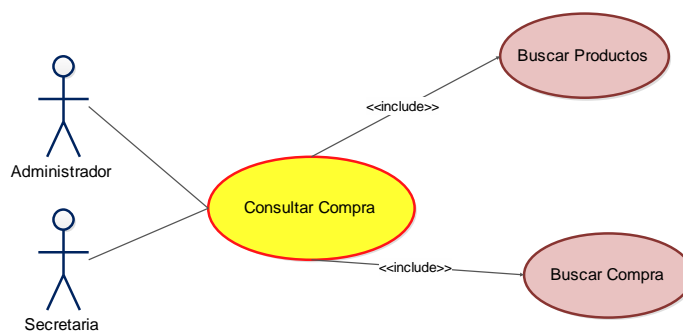 Buscar Productos
<<include>>
Administrador
Consultar Compra
<<include>>
Buscar Compra
Secretaria